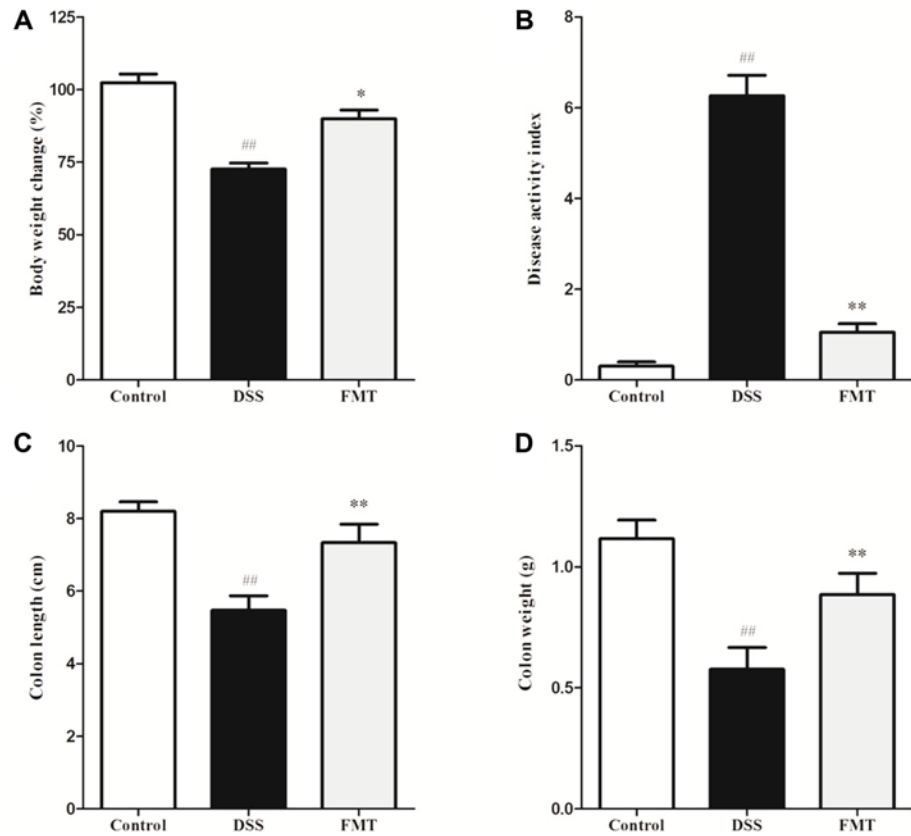 A
Body weight change (%)
125
100
75
50
25
0
##
*
Control DSS FMT
B
Disease activity index
8
6
4
2
0
##
**
Control DSS FMT
C
Colon length (cm)
10
8
6
4
2
0
##
**
Control DSS FMT
D
Colon weight (g)
1.5
1.0
0.5
0.0
##
**
Control DSS FMT